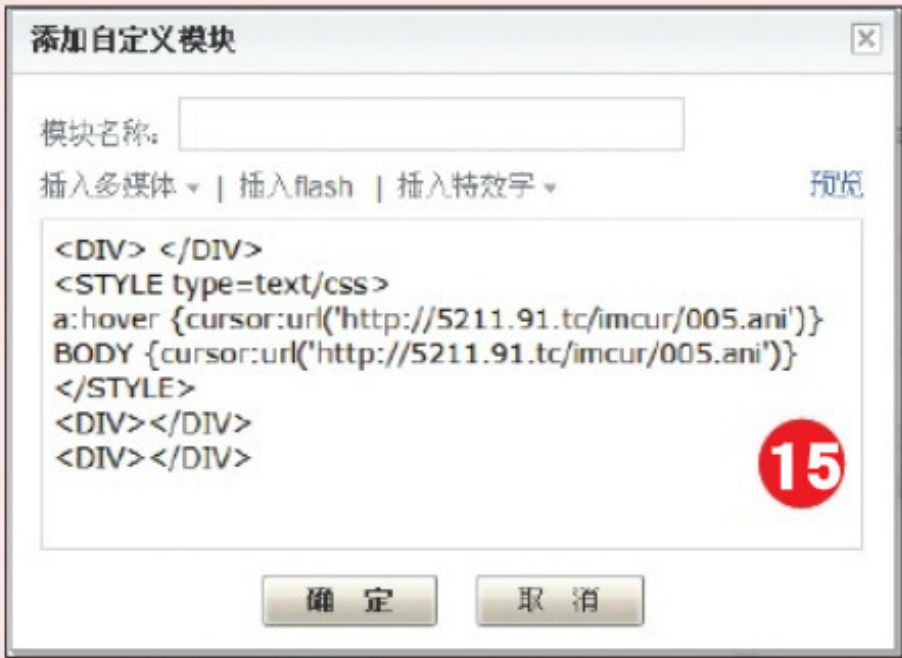 添加自定义模块
模块名称:
插入多媒体 | 插入flash | 插入特效字 预览
<DIV> </DIV>
<STYLE type=text/css>
a:hover {cursor:url('http://5211.91.tc/imcur/005.ani')}
BODY {cursor:url('http://5211.91.tc/imcur/005.ani')}
</STYLE>
<DIV></DIV>
<DIV></DIV>
15
确 定 取 消